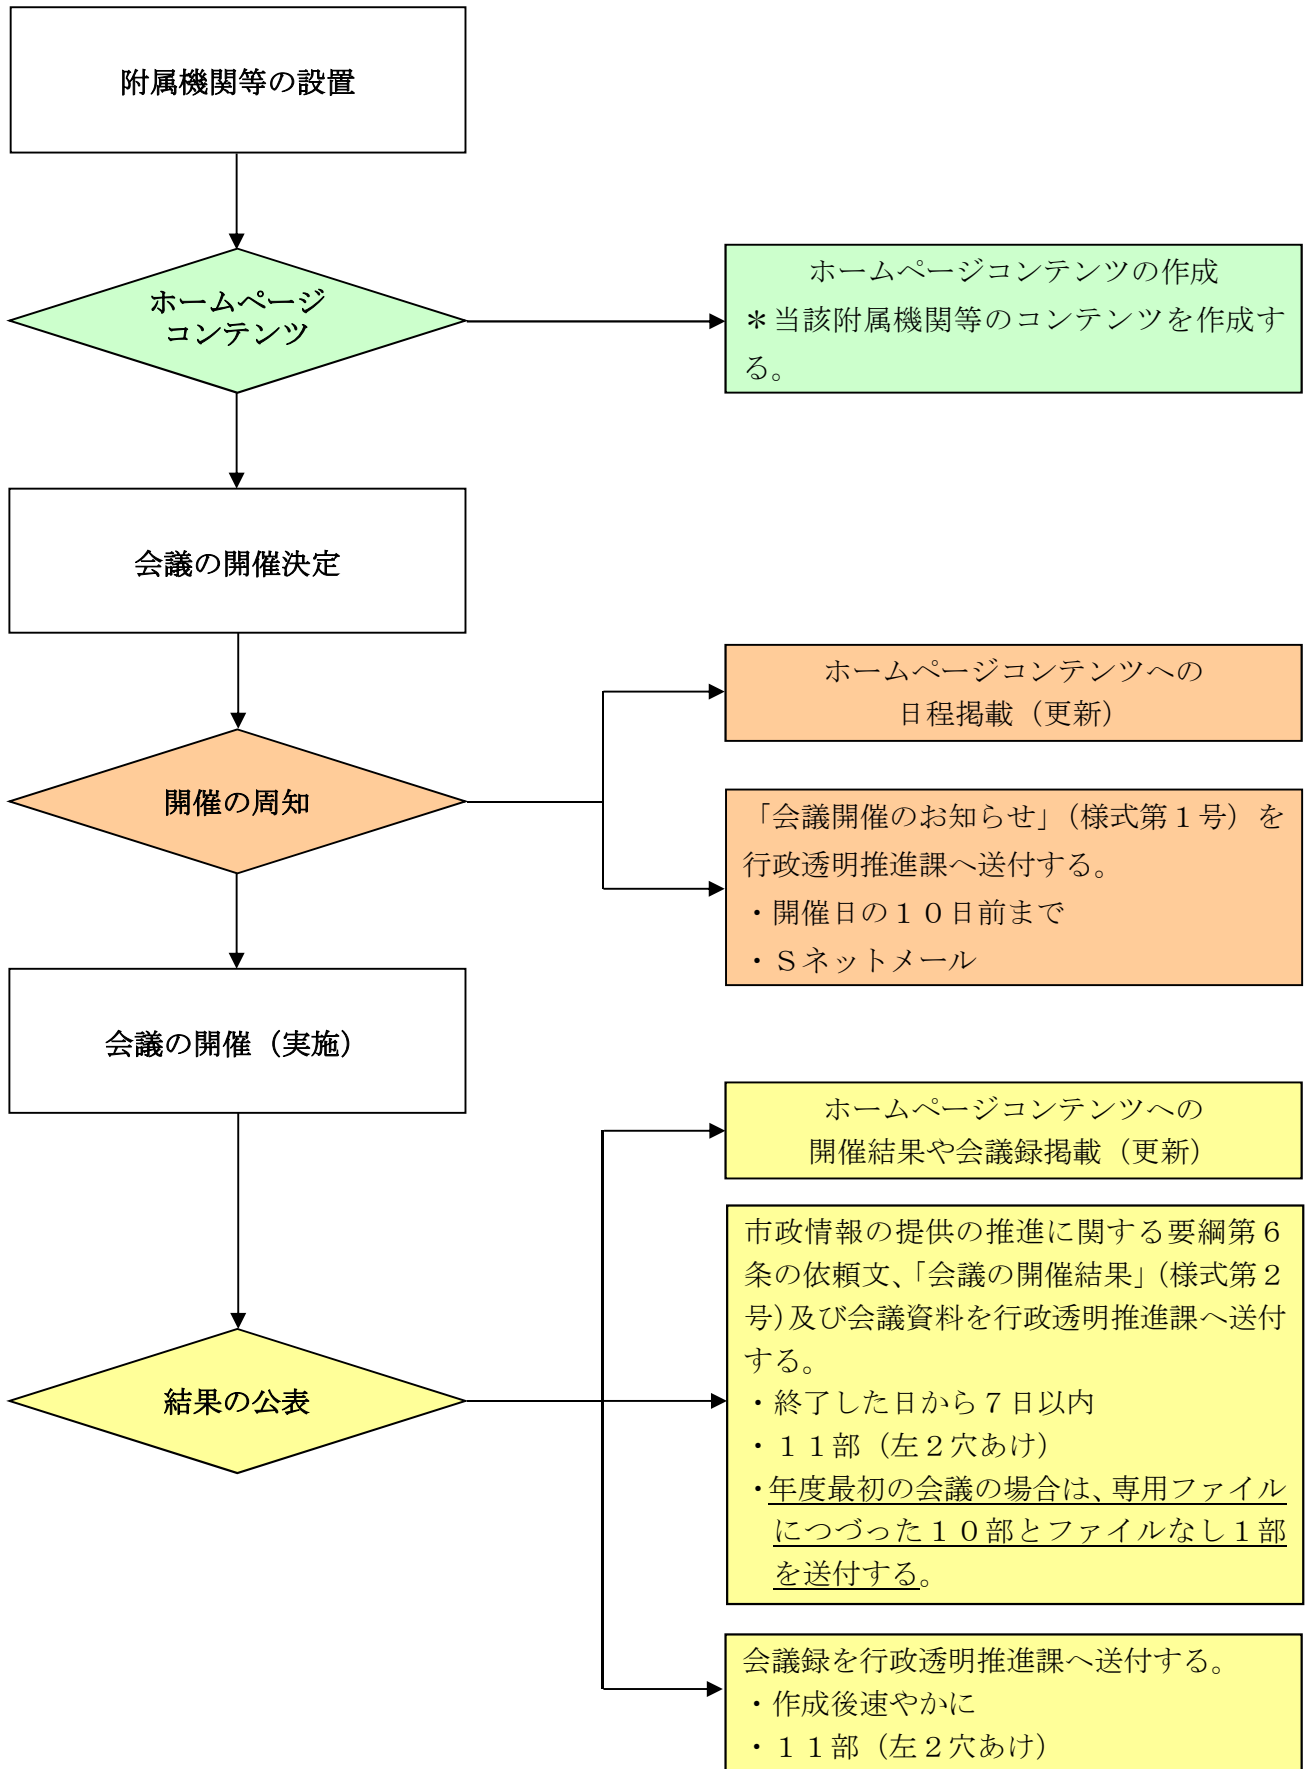 附属機関等の設置
ホームページ
コンテンツ
ホームページコンテンツの作成
＊当該附属機関等のコンテンツを作成す
る。
会議の開催決定
開催の周知
ホームページコンテンツへの
日程掲載（更新）
「会議開催のお知らせ」（様式第１号）を
行政透明推進課へ送付する。
・開催日の１０日前まで
・Ｓネットメール
会議の開催（実施）
結果の公表
ホームページコンテンツへの
開催結果や会議録掲載（更新）
市政情報の提供の推進に関する要綱第６
条の依頼文、「会議の開催結果」（様式第２
号）及び会議資料を行政透明推進課へ送付
する。
・終了した日から７日以内
・１１部（左２穴あけ）
・年度最初の会議の場合は、専用ファイル
につづった１０部とファイルなし１部
を送付する。
会議録を行政透明推進課へ送付する。
・作成後速やかに
・１１部（左２穴あけ）